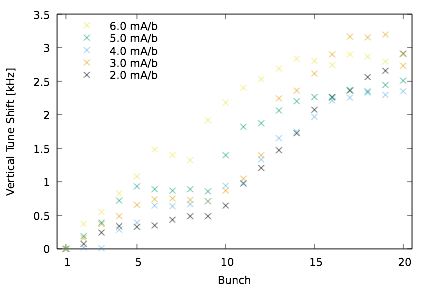 3.5
3
2.5
2
1.5
1
0.5
0
6.0 mA/b
5.0 mA/b
4.0 mA/b
3.0 mA/b
2.0 mA/b
Vertical Tune Shift [kHz]
1 5 10 15 20
Bunch